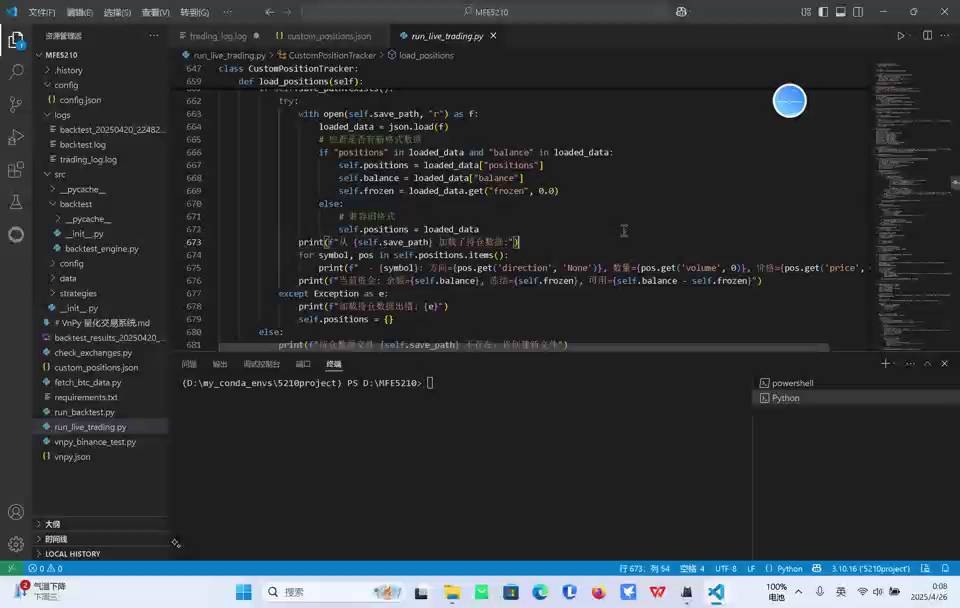 文件(F) 编辑(E) 选择(S) 查看(V) 转到(G) ··· MFE5210
资源管理器 ···
trading_log.log custom_positions.json run_live_trading.py
run_live_trading.py > CustomPositionTracker > load_positions
MFE5210
.history
config
config.json
logs
backtest_20250420_22482...
backtest.log
trading_log.log
src
__pycache__
backtest
__pycache__
__init__.py
backtest_engine.py
config
data
strategies
__init__.py
# VnPy 量化交易系统.md
backtest_results_20250420_...
check_exchanges.py
custom_positions.json
fetch_btc_data.py
requirements.txt
run_backtest.py
run_live_trading.py
vnpy_binance_test.py
vnpy.json
大纲
时间线
LOCAL HISTORY
647 class CustomPositionTracker:
659 def load_positions(self):
662 try:
663 with open(self.save_path, "r") as f:
664 loaded_data = json.load(f)
665 # 检查是否有新格式数据
666 if "positions" in loaded_data and "balance" in loaded_data:
667 self.positions = loaded_data["positions"]
668 self.balance = loaded_data["balance"]
669 self.frozen = loaded_data.get("frozen", 0.0)
670 else:
671 # 兼容旧格式
672 self.positions = loaded_data
673 print(f"从 {self.save_path} 加载了持仓数据:")
674 for symbol, pos in self.positions.items():
675 print(f" - {symbol}: 方向={pos.get('direction', 'None')}, 数量={pos.get('volume', 0)}, 价格={pos.get('price',
676 print(f"当前资金: 余额={self.balance}, 冻结={self.frozen}, 可用={self.balance - self.frozen}")
677 except Exception as e:
678 print(f"加载持仓数据出错: {e}")
679 self.positions = {}
680 else:
681 print(f"持仓数据文件 {self.save_path} 不存在，将创建新文件")
问题 输出 调试控制台 端口 终端
(D:\my_conda_envs\5210project) PS D:\MFE5210>
powershell
Python
0 0 行 673，列 54 空格 4 UTF-8 LF {} Python 3.10.16 ('5210project')
2 气温下降
下周三
搜索
100%
电池
英
0:08
2025/4/26